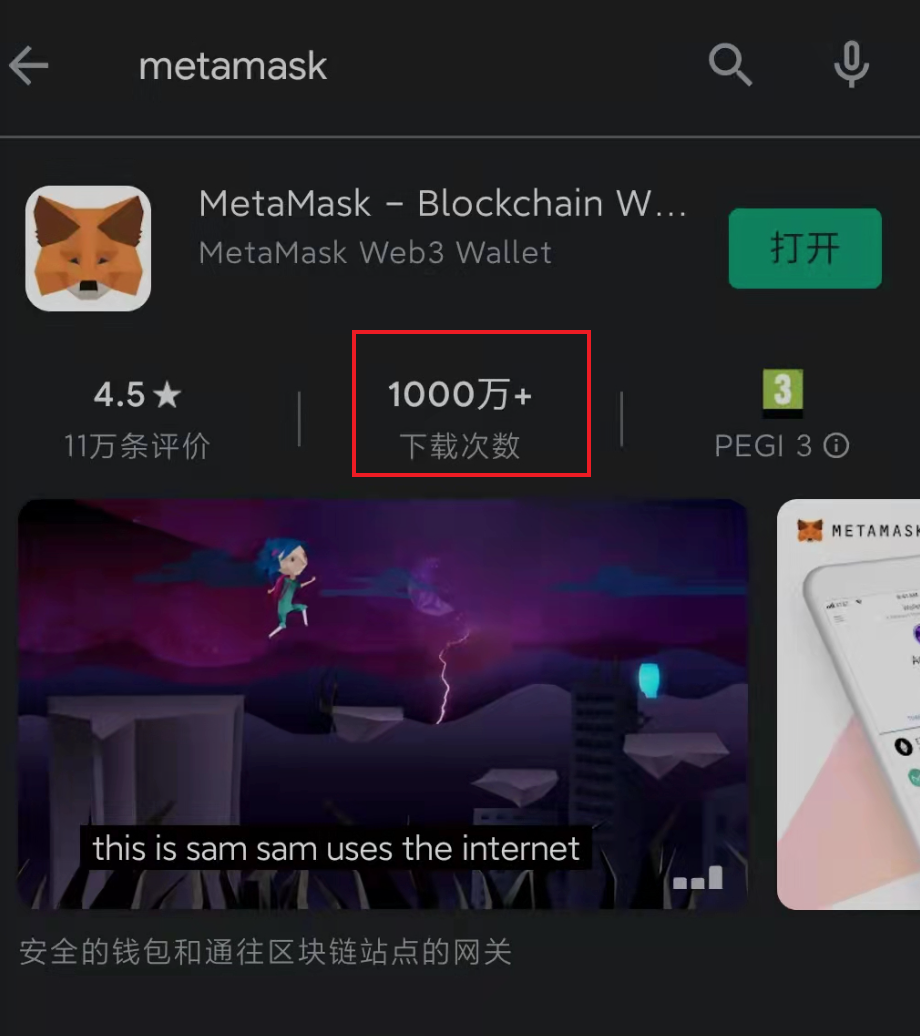 metamask
MetaMask – Blockchain W...
MetaMask Web3 Wallet
打开
4.5★
11万条评价
1000万+
下载次数
3
PEGI 3
METAMASK
this is sam sam uses the internet
安全的钱包和通往区块链站点的网关